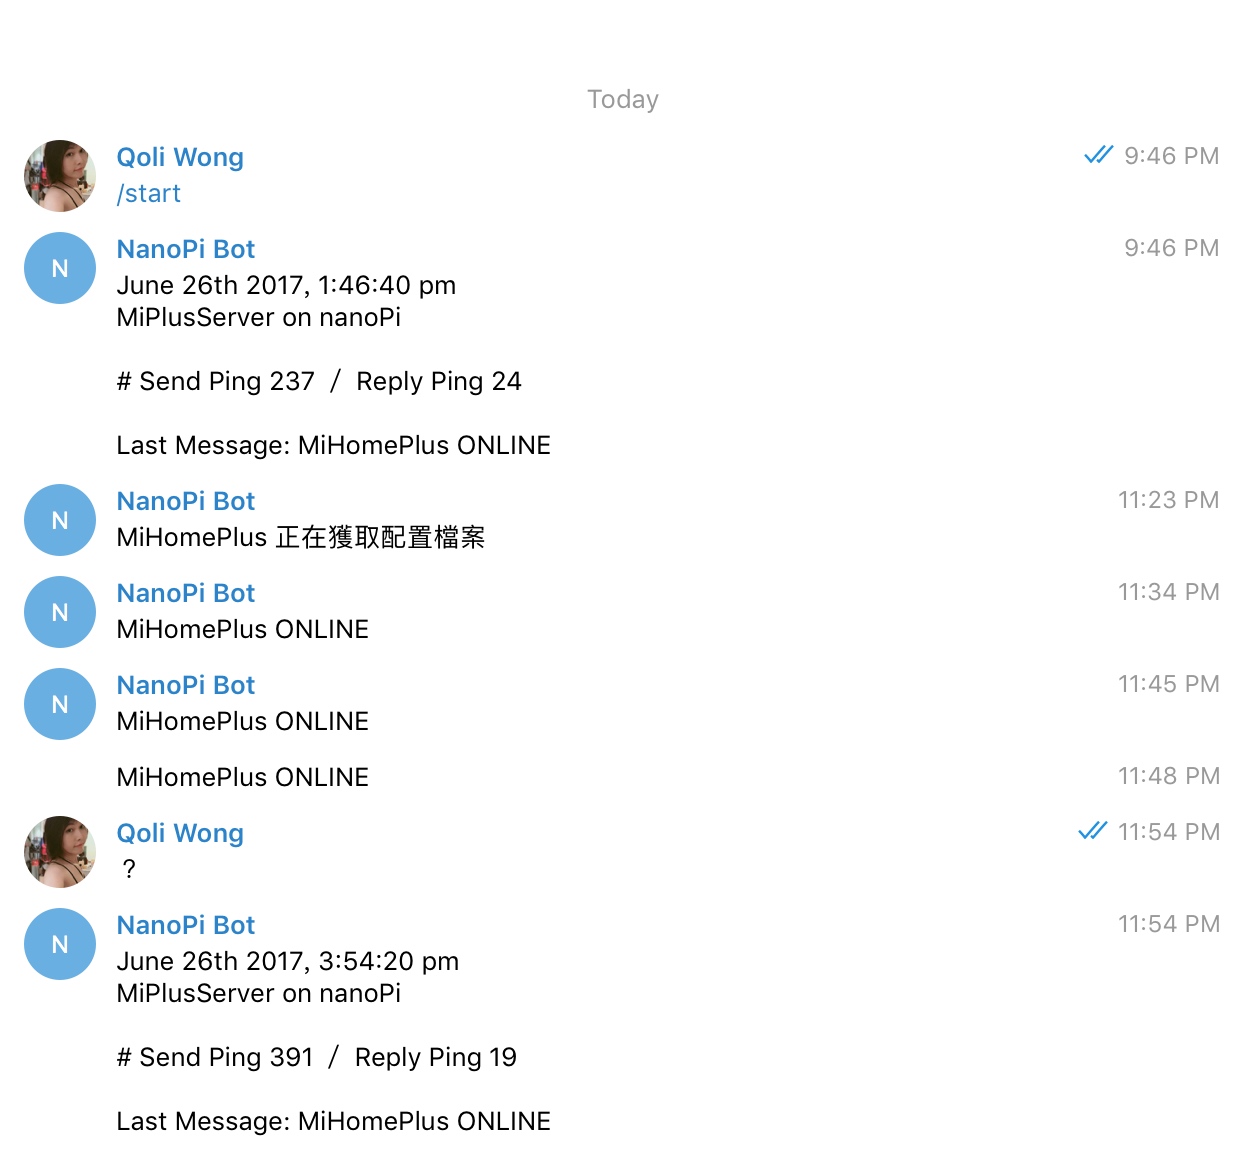 Today
Qoli Wong 9:46 PM
/start
N NanoPi Bot 9:46 PM
June 26th 2017, 1:46:40 pm
MiPlusServer on nanoPi
# Send Ping 237 / Reply Ping 24
Last Message: MiHomePlus ONLINE
N NanoPi Bot 11:23 PM
MiHomePlus 正在獲取配置檔案
N NanoPi Bot 11:34 PM
MiHomePlus ONLINE
N NanoPi Bot 11:45 PM
MiHomePlus ONLINE
MiHomePlus ONLINE 11:48 PM
Qoli Wong 11:54 PM
？
N NanoPi Bot 11:54 PM
June 26th 2017, 3:54:20 pm
MiPlusServer on nanoPi
# Send Ping 391 / Reply Ping 19
Last Message: MiHomePlus ONLINE